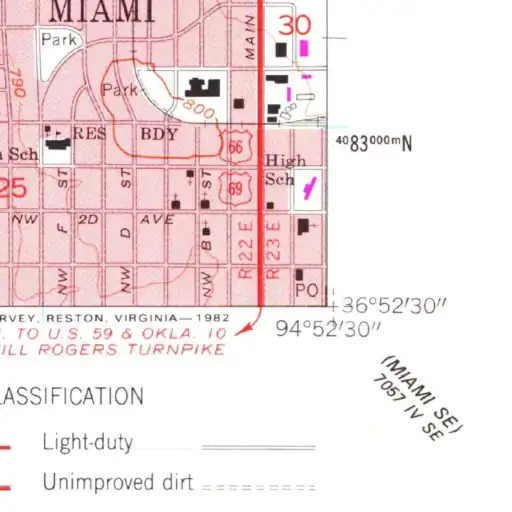 MIAMI
MAIN
30
Park
790
Park
800
RES BDY
66
4083000mN
Sch
High
Sch
25
ST
ST
69
ST
NW 2D AVE
F
D
B
R 22 E
R 23 E
NW
NW
NW
PO
36°52'30"
RVEY, RESTON, VIRGINIA—1982
94°52'30"
TO U.S. 59 & OKLA. 10
ILL ROGERS TURNPIKE
(MIAMI SE)
7057 IV SE
LASSIFICATION
Light-duty
Unimproved dirt